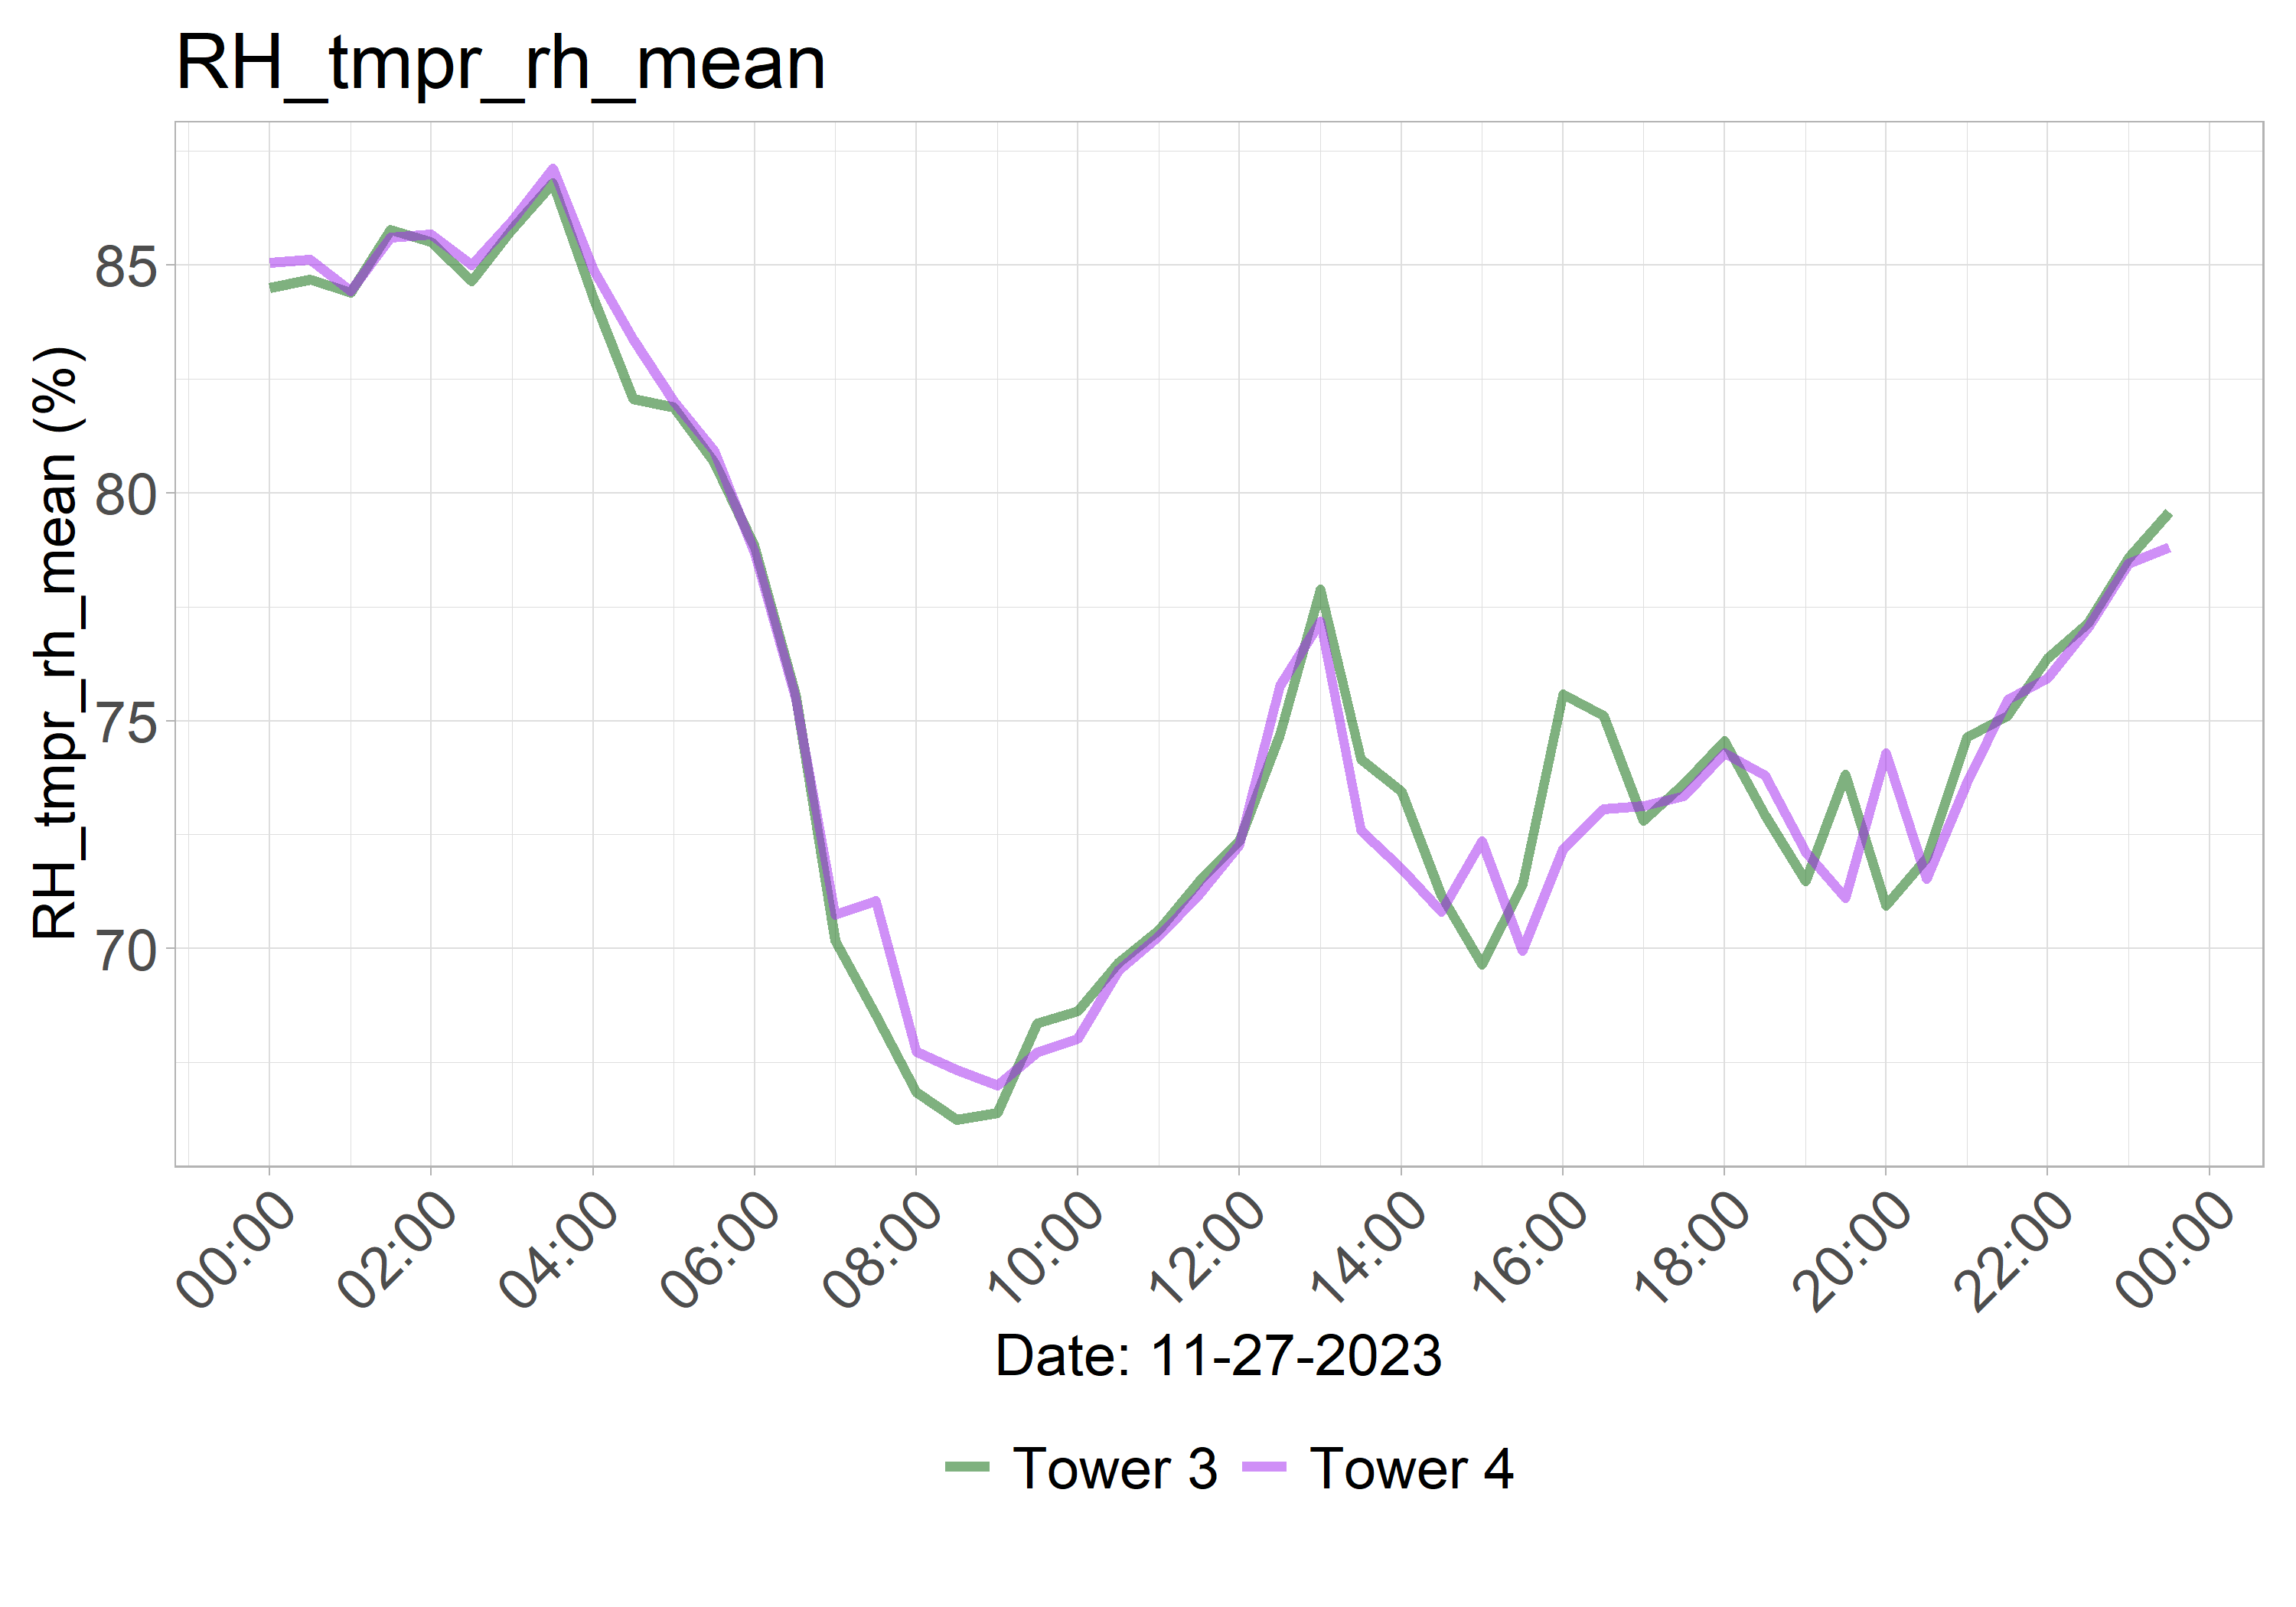 RH_tmpr_rh_mean
RH_tmpr_rh_mean (%)
85
80
75
70
00:00 02:00 04:00 06:00 08:00 10:00 12:00 14:00 16:00 18:00 20:00 22:00 00:00
Date: 11-27-2023
Tower 3 Tower 4